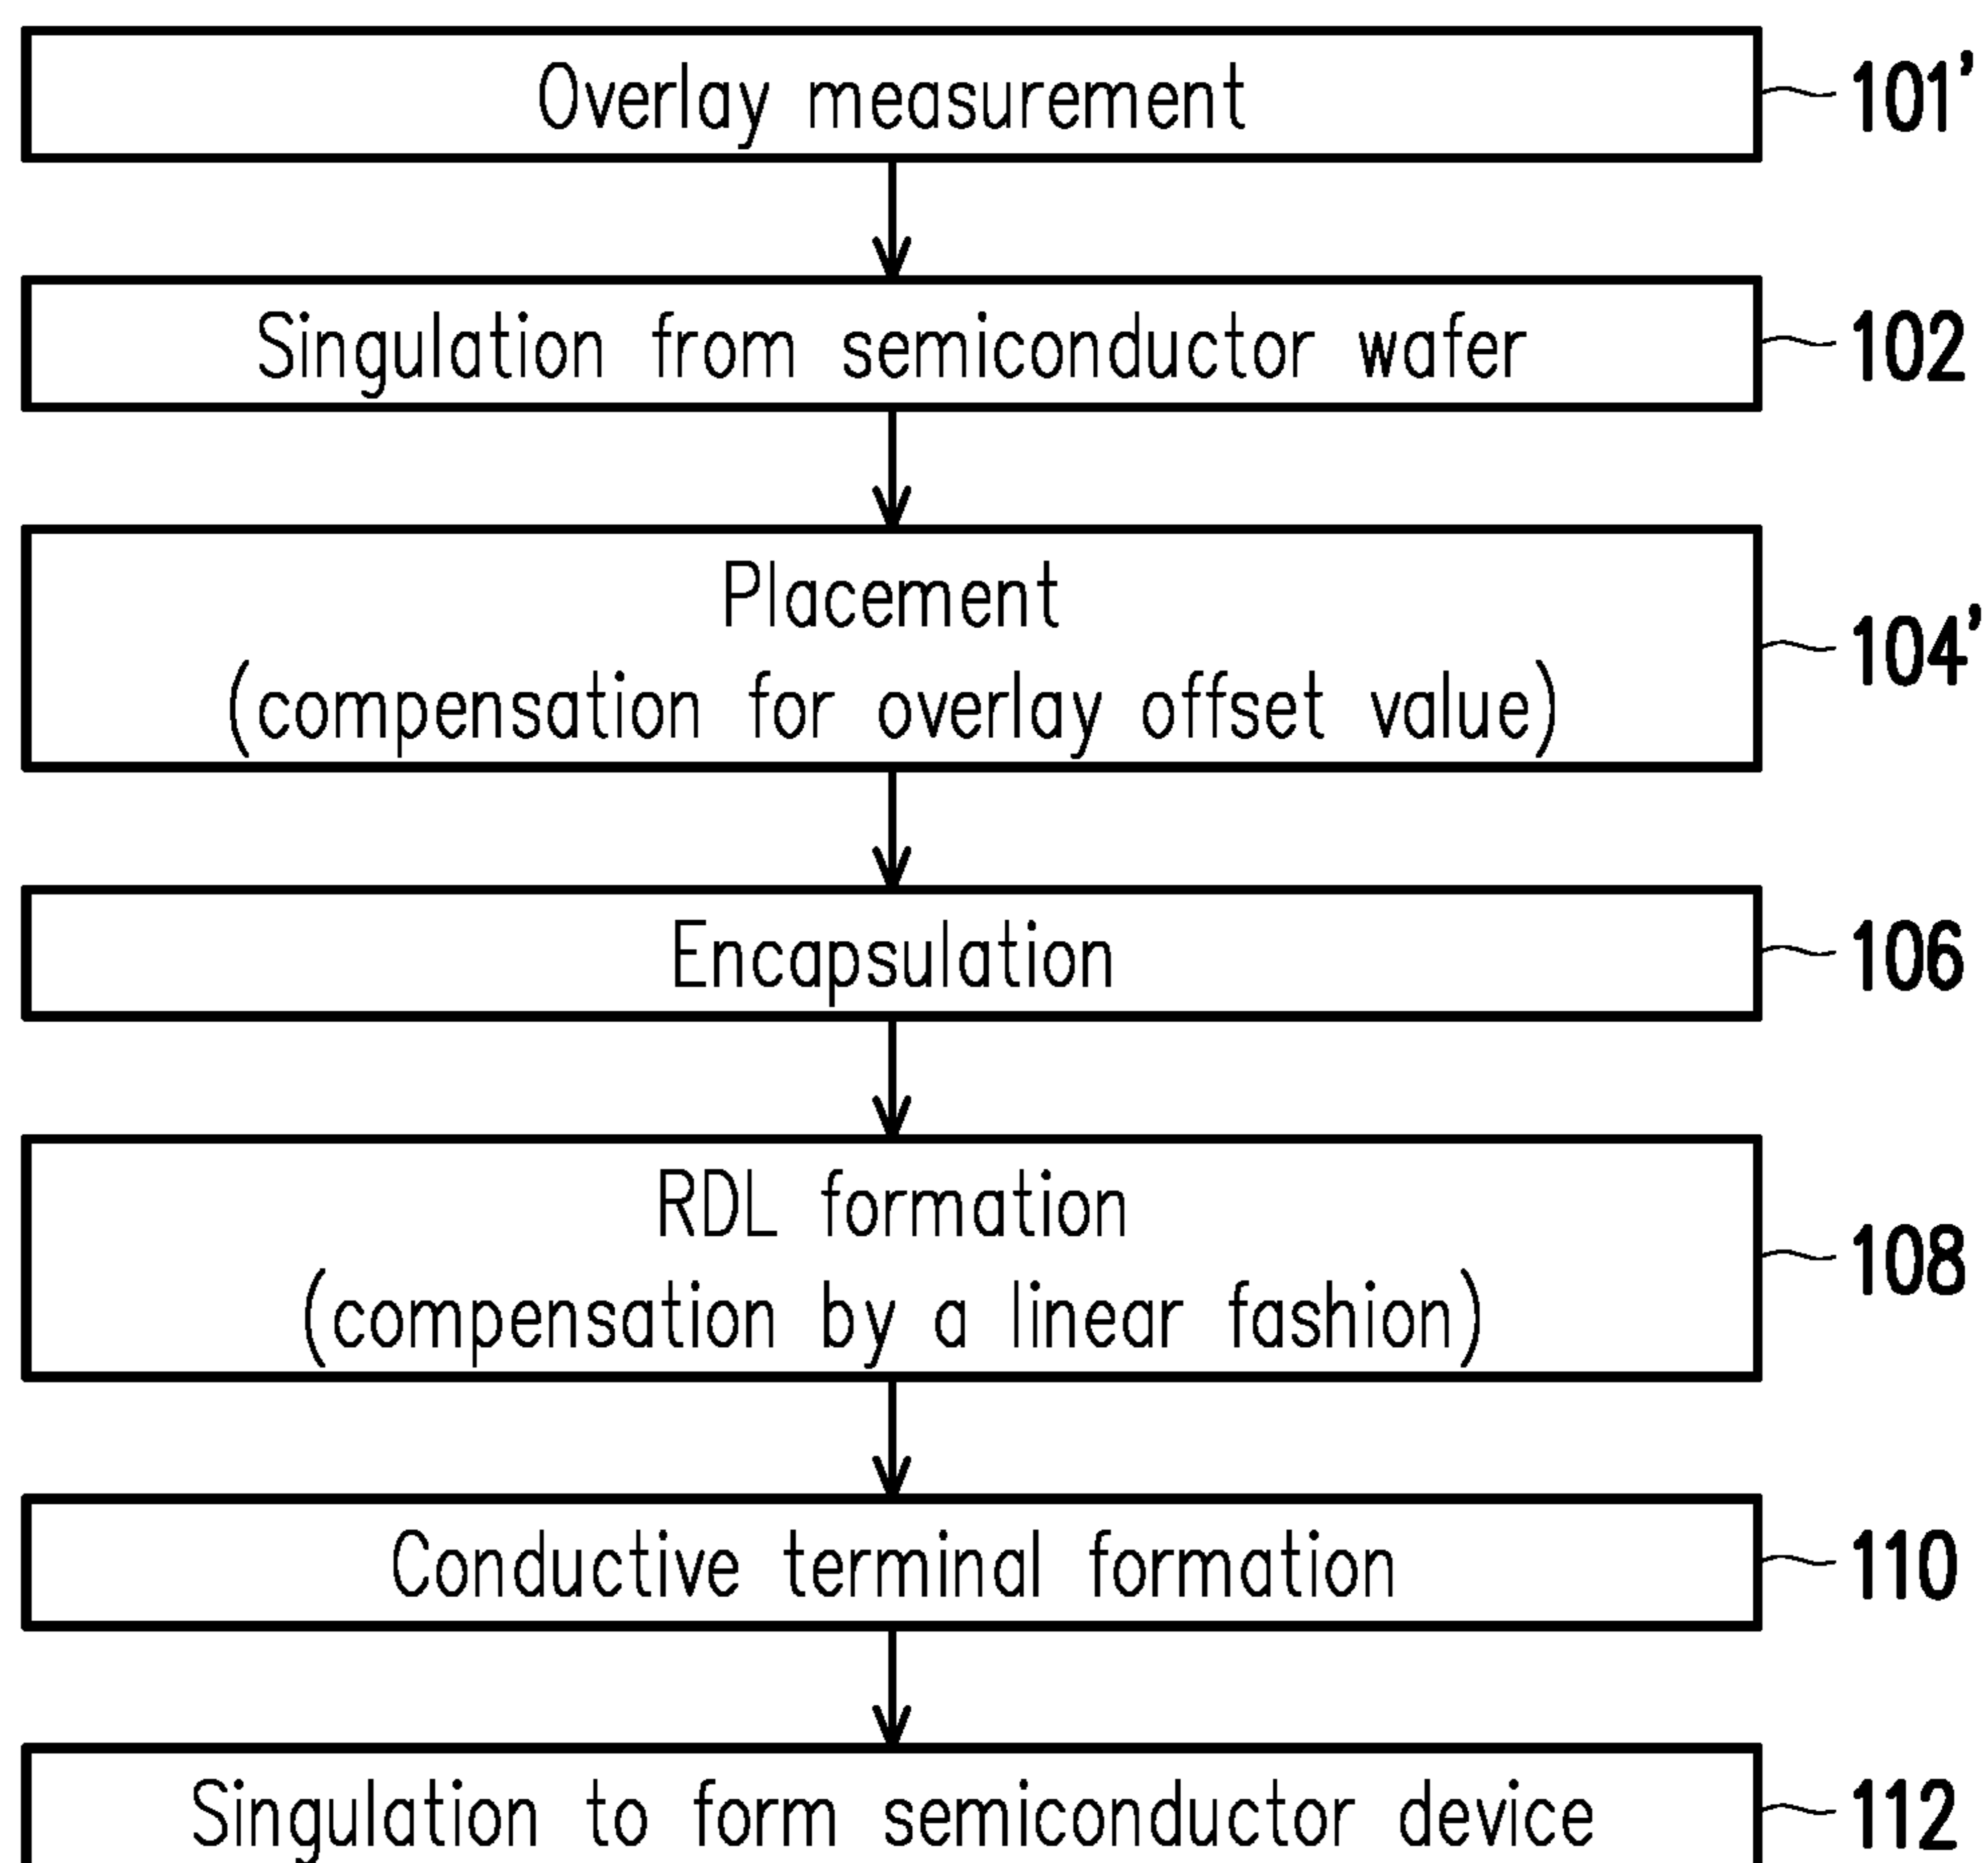 Overlay measurement 101'
Singulation from semiconductor wafer 102
Placement
(compensation for overlay offset value) 104'
Encapsulation 106
RDL formation
(compensation by a linear fashion) 108
Conductive terminal formation 110
Singulation to form semiconductor device 112